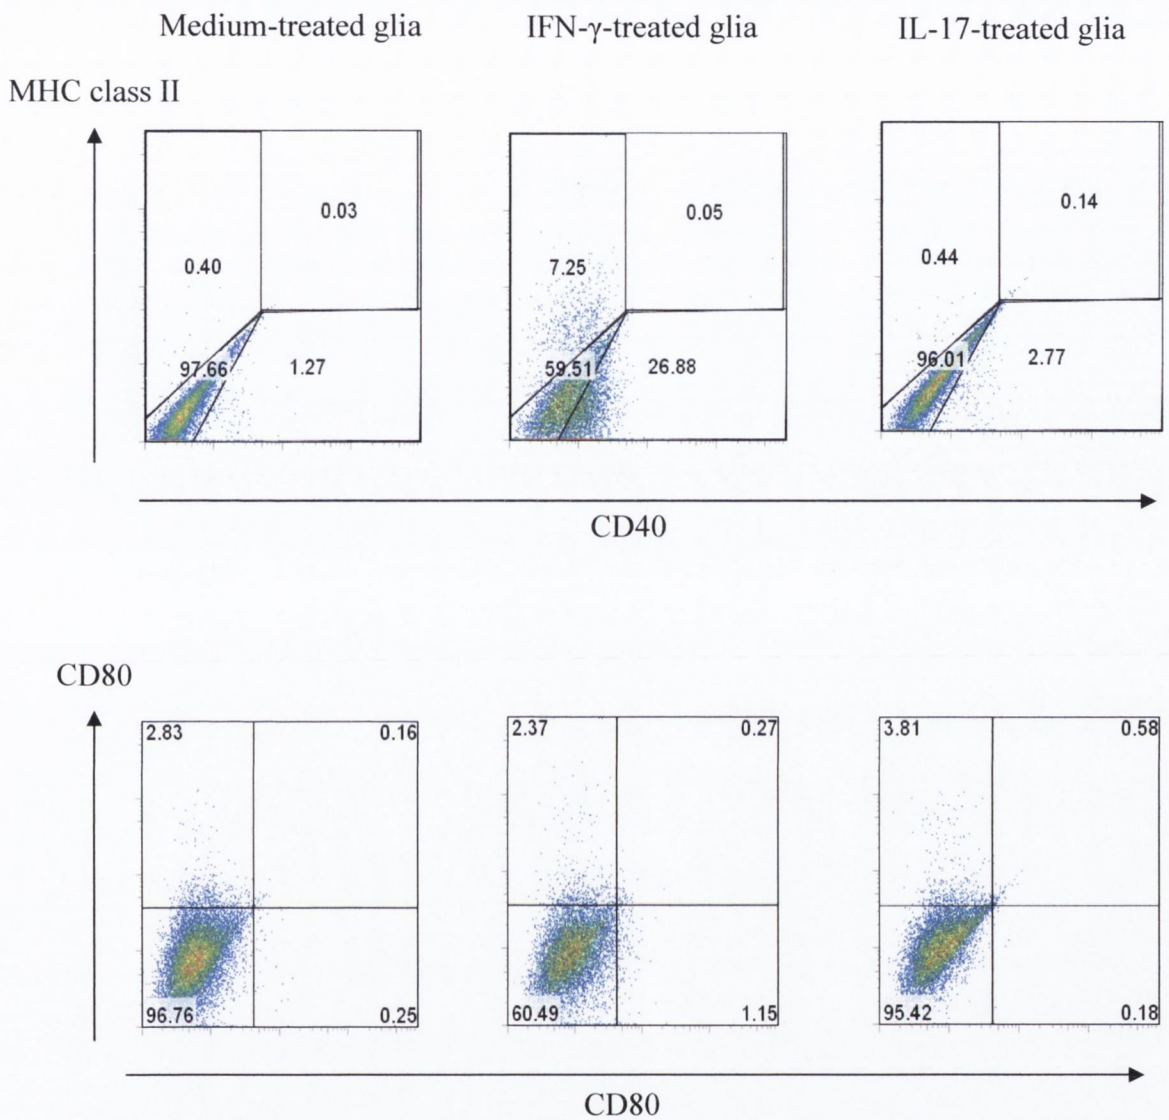 Medium-treated glia IFN-γ-treated glia IL-17-treated glia
MHC class II
0.03 0.05 0.14
0.40 7.25 0.44
97.66 1.27 59.51 26.88 96.01 2.77
CD40
CD80
2.83 0.16 2.37 0.27 3.81 0.58
96.76 0.25 60.49 1.15 95.42 0.18
CD80